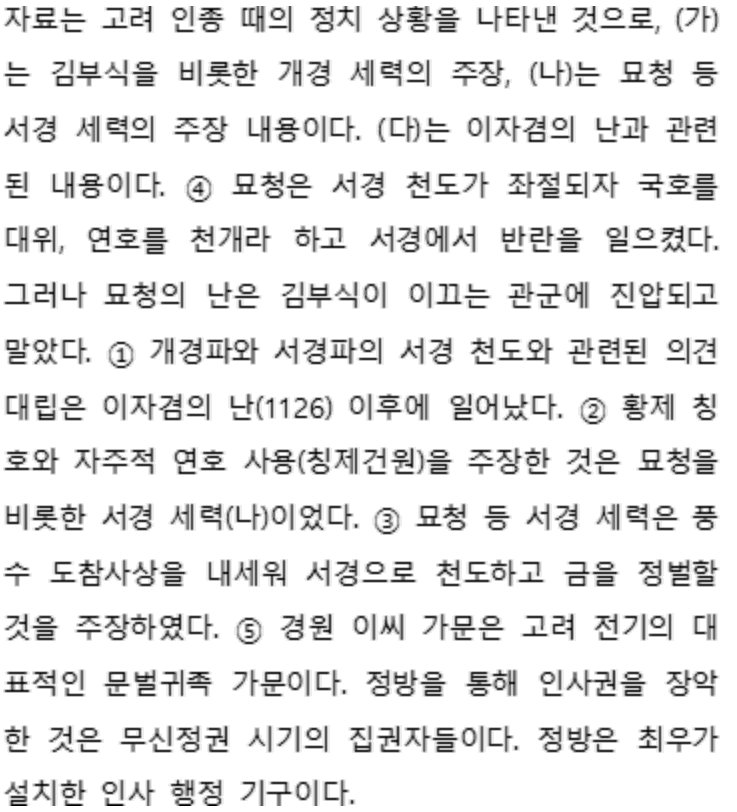 자료는 고려 인종 때의 정치 상황을 나타낸 것으로, (가)
는 김부식을 비롯한 개경 세력의 주장, (나)는 묘청 등
서경 세력의 주장 내용이다. (다)는 이자겸의 난과 관련
된 내용이다. ④ 묘청은 서경 천도가 좌절되자 국호를
대위, 연호를 천개라 하고 서경에서 반란을 일으켰다.
그러나 묘청의 난은 김부식이 이끄는 관군에 진압되고
말았다. ① 개경파와 서경파의 서경 천도와 관련된 의견
대립은 이자겸의 난(1126) 이후에 일어났다. ② 황제 칭
호와 자주적 연호 사용(칭제건원)을 주장한 것은 묘청을
비롯한 서경 세력(나)이었다. ③ 묘청 등 서경 세력은 풍
수 도참사상을 내세워 서경으로 천도하고 금을 정벌할
것을 주장하였다. ⑤ 경원 이씨 가문은 고려 전기의 대
표적인 문벌귀족 가문이다. 정방을 통해 인사권을 장악
한 것은 무신정권 시기의 집권자들이다. 정방은 최우가
설치한 인사 행정 기구이다.